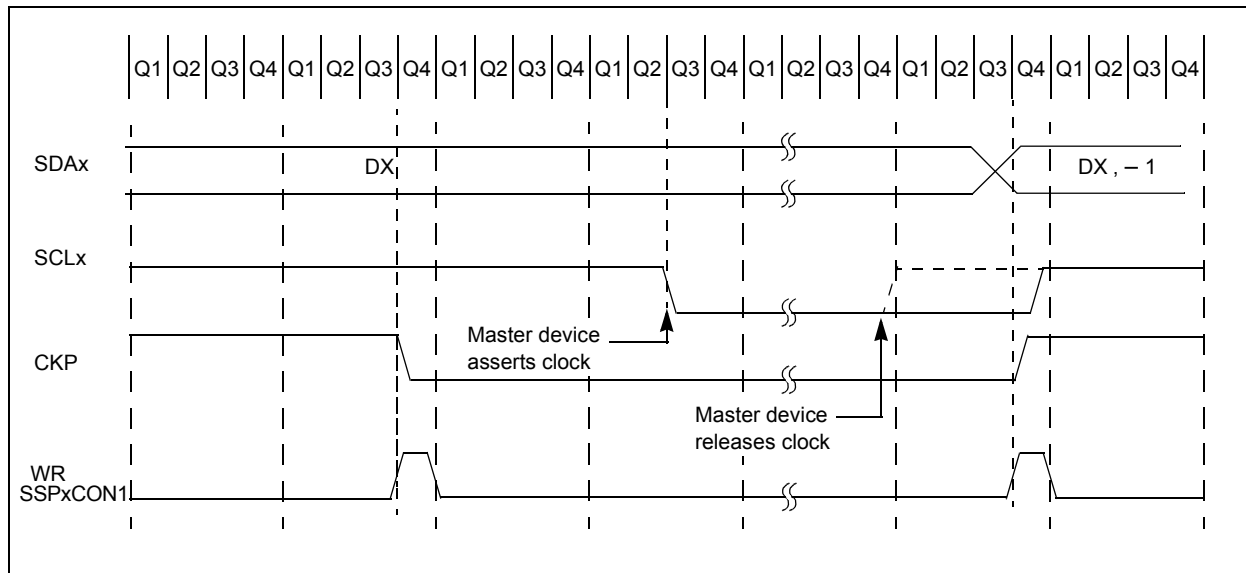 Q1 Q2 Q3 Q4 Q1 Q2 Q3 Q4 Q1 Q2 Q3 Q4 Q1 Q2 Q3 Q4 Q1 Q2 Q3 Q4 Q1 Q2 Q3 Q4 Q1 Q2 Q3 Q4
SDAx
DX
DX , – 1
SCLx
Master device
asserts clock
CKP
Master device
releases clock
WR
SSPxCON1